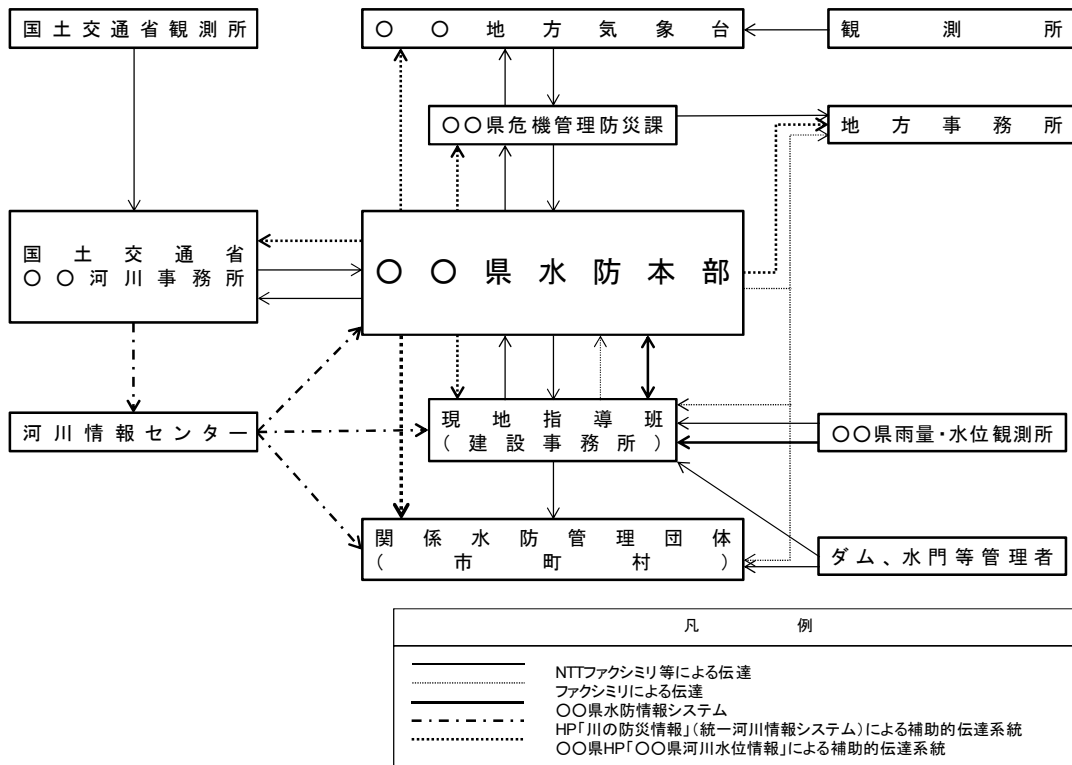 国土交通省観測所
〇〇地方気象台
観測所
〇〇県危機管理防災課
地方事務所
国土交通省
〇〇河川事務所
〇〇県水防本部
河川情報センター
現地指導班
(建設事務所)
〇〇県雨量・水位観測所
関係水防管理団体
(市町村)
ダム、水門等管理者
凡例
NTTファクシミリ等による伝達
ファクシミリによる伝達
〇〇県水防情報システム
HP「川の防災情報」(統一河川情報システム)による補助的伝達系統
〇〇県HP「〇〇県河川水位情報」による補助的伝達系統